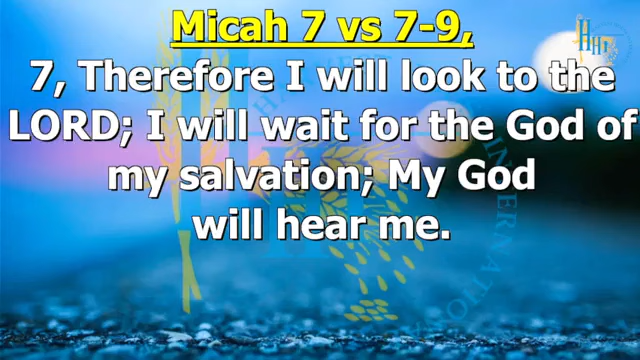 Micah 7 vs 7-9,
7, Therefore I will look to the
LORD; I will wait for the God of
my salvation; My God
will hear me.